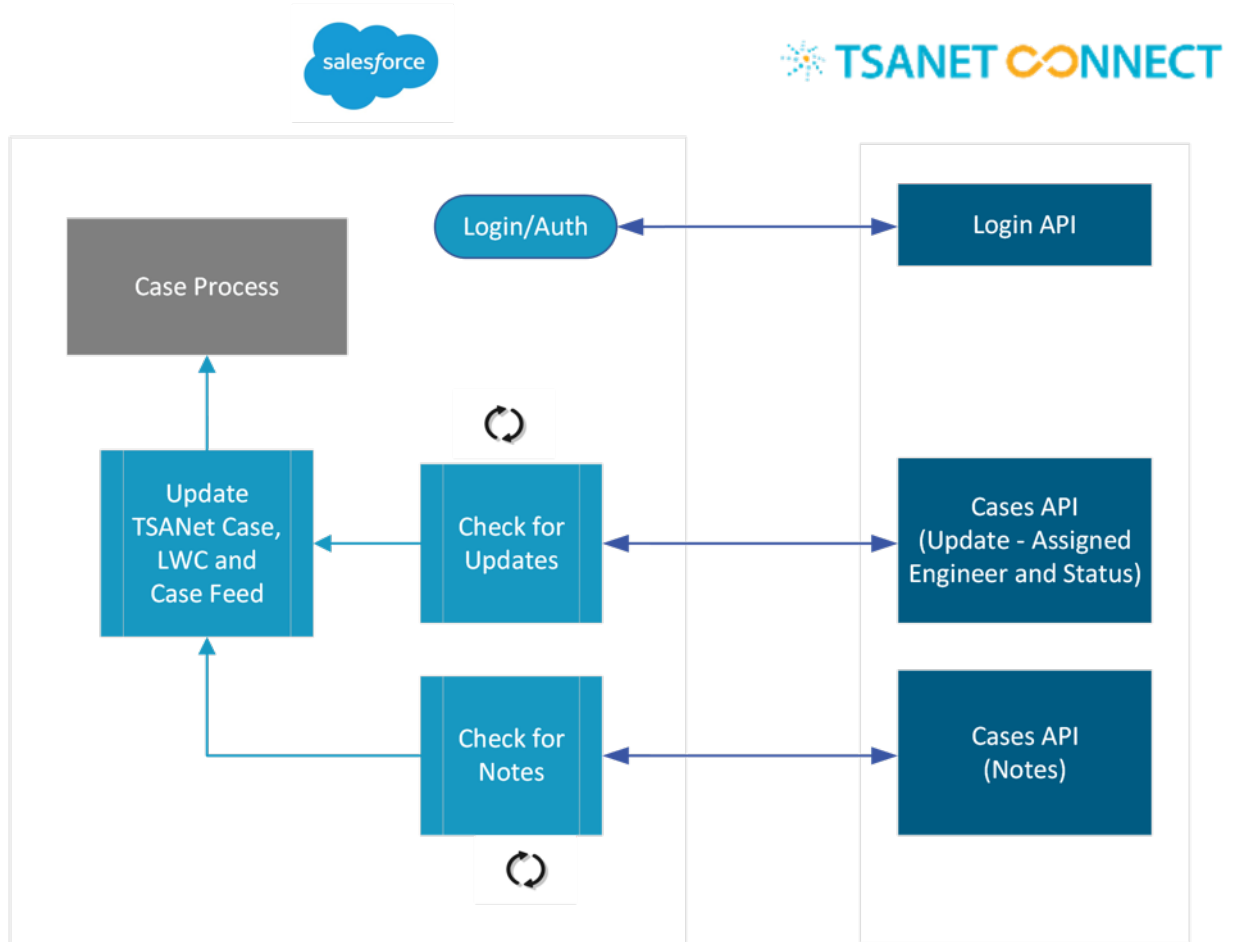 salesforce
TSANET CONNECT
Login/Auth
Login API
Case Process
Update
TSANet Case,
LWC and
Case Feed
Check for
Updates
Cases API
(Update - Assigned
Engineer and Status)
Check for
Notes
Cases API
(Notes)